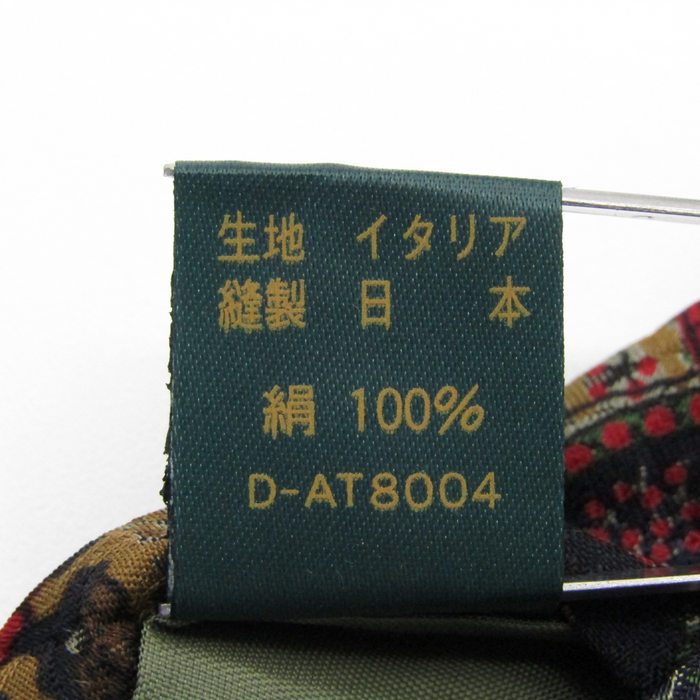 生地 イタリア
縫製 日 本
絹 100%
D-AT8004